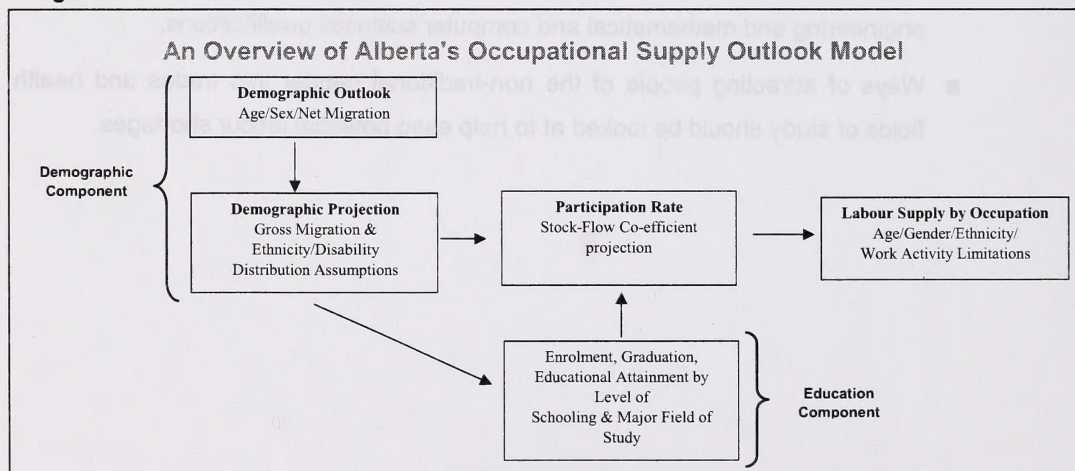 An Overview of Alberta's Occupational Supply Outlook Model
Demographic Outlook
Age/Sex/Net Migration
Demographic
Component
Demographic Projection
Gross Migration &
Ethnicity/Disability
Distribution Assumptions
Participation Rate
Stock-Flow Co-efficient
projection
Labour Supply by Occupation
Age/Gender/Ethnicity/
Work Activity Limitations
Enrolment, Graduation,
Educational Attainment by
Level of
Schooling & Major Field of
Study
Education
Component